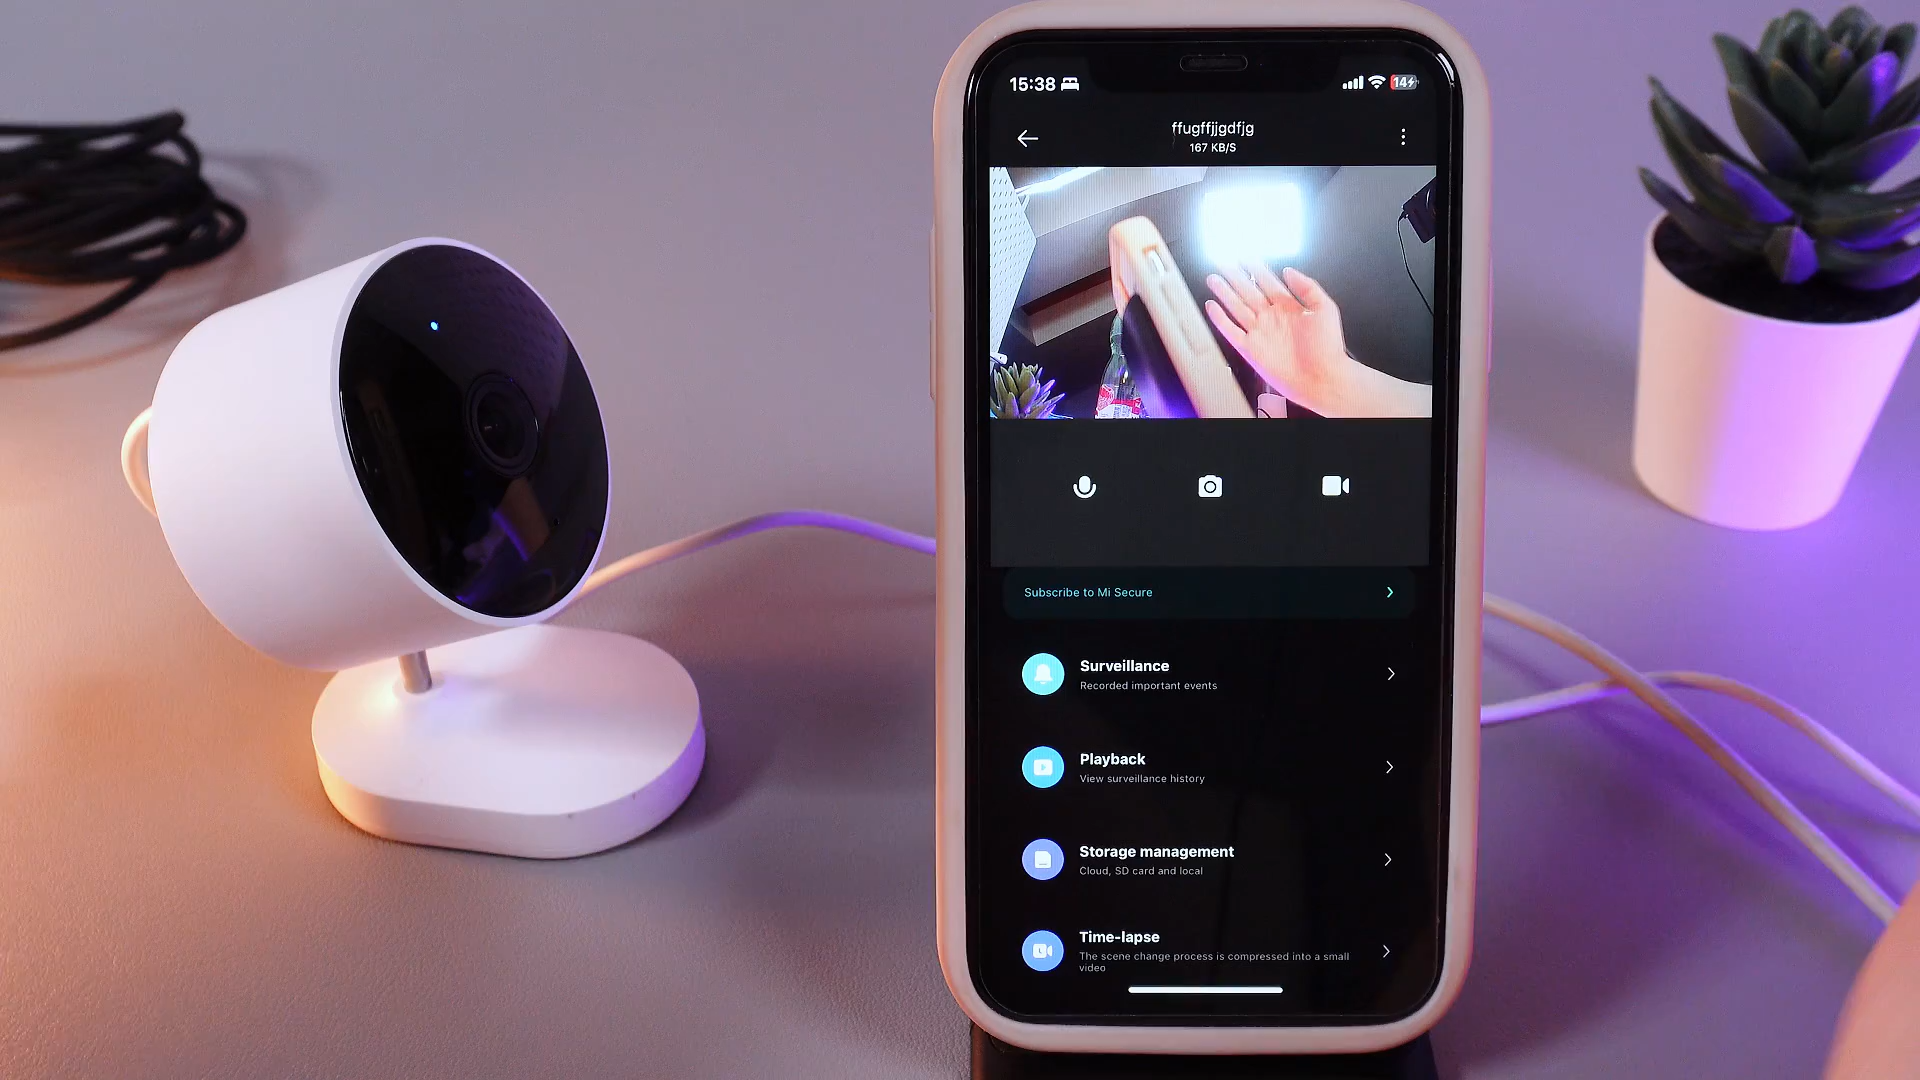 15:38
14
ffugffjjgdfjg
167 KB/S
Subscribe to Mi Secure
Surveillance
Recorded important events
Playback
View surveillance history
Storage management
Cloud, SD card and local
Time-lapse
The scene change process is compressed into a small
video